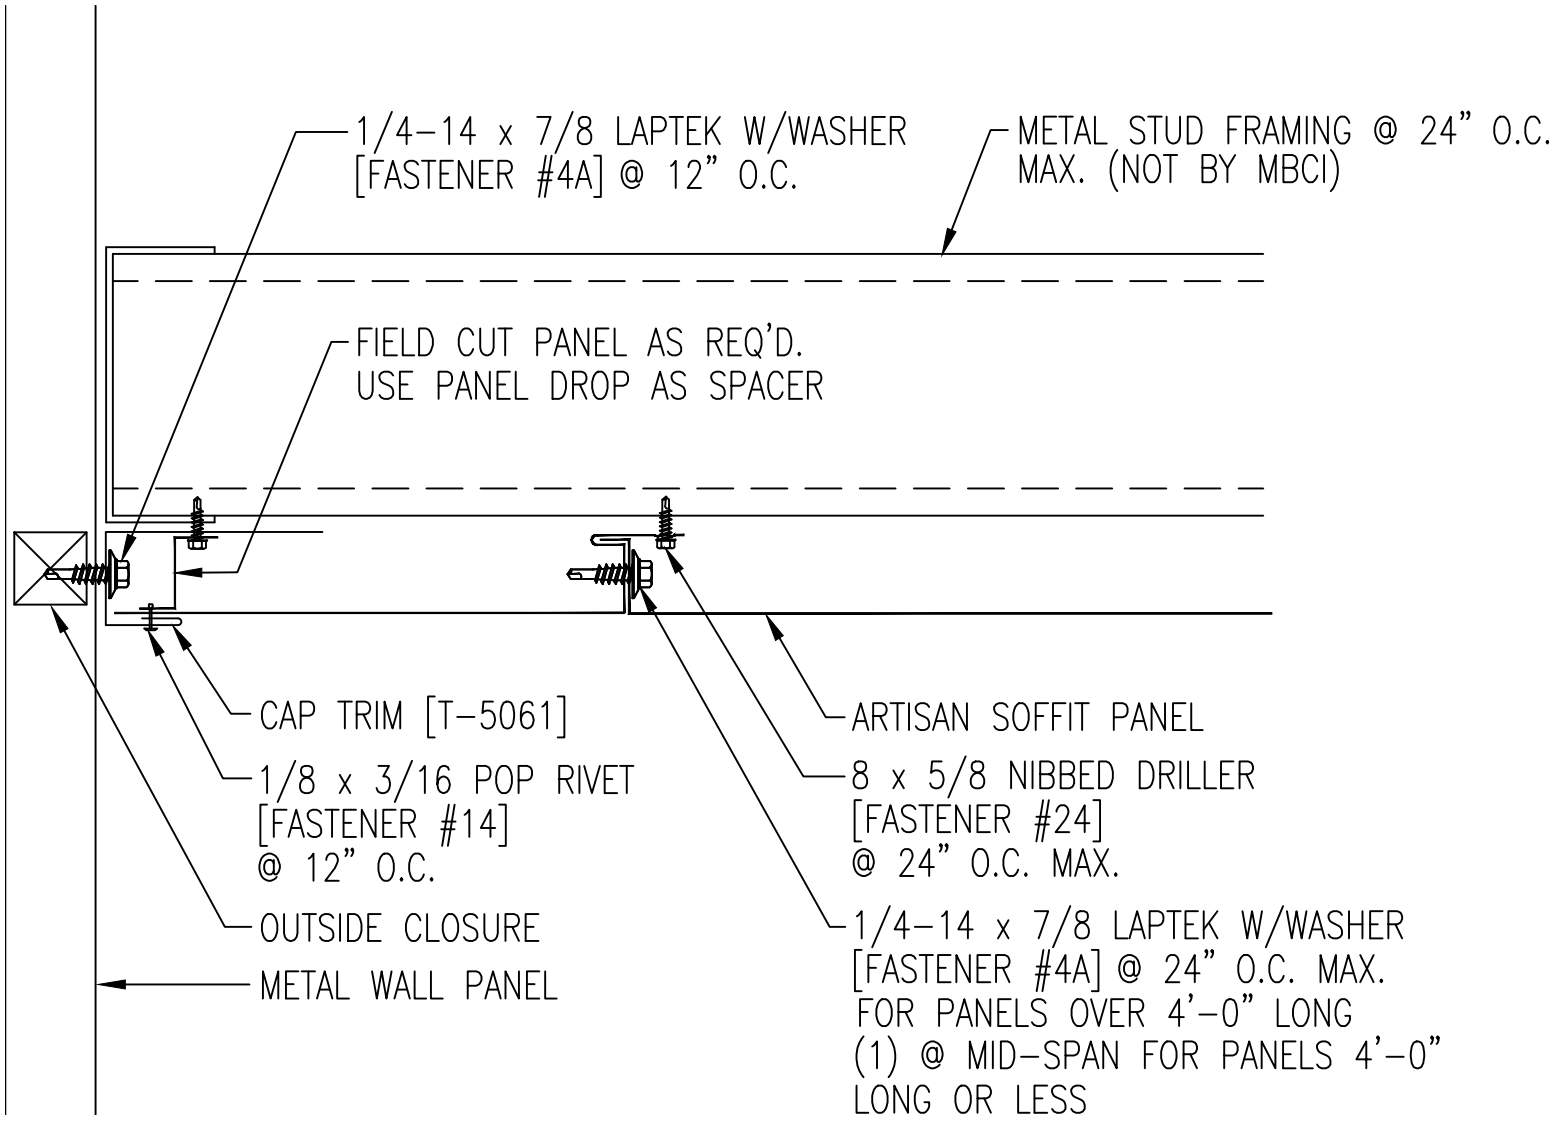 1/4-14 x 7/8 LAPTEK W/WASHER
[FASTENER #4A] @ 12" O.C.
METAL STUD FRAMING @ 24" O.C.
MAX. (NOT BY MBCI)
FIELD CUT PANEL AS REQ'D.
USE PANEL DROP AS SPACER
CAP TRIM [T-5061]
1/8 x 3/16 POP RIVET
[FASTENER #14]
@ 12" O.C.
OUTSIDE CLOSURE
METAL WALL PANEL
ARTISAN SOFFIT PANEL
8 x 5/8 NIBBED DRILLER
[FASTENER #24]
@ 24" O.C. MAX.
1/4-14 x 7/8 LAPTEK W/WASHER
[FASTENER #4A] @ 24" O.C. MAX.
FOR PANELS OVER 4'-0" LONG
(1) @ MID-SPAN FOR PANELS 4'-0"
LONG OR LESS